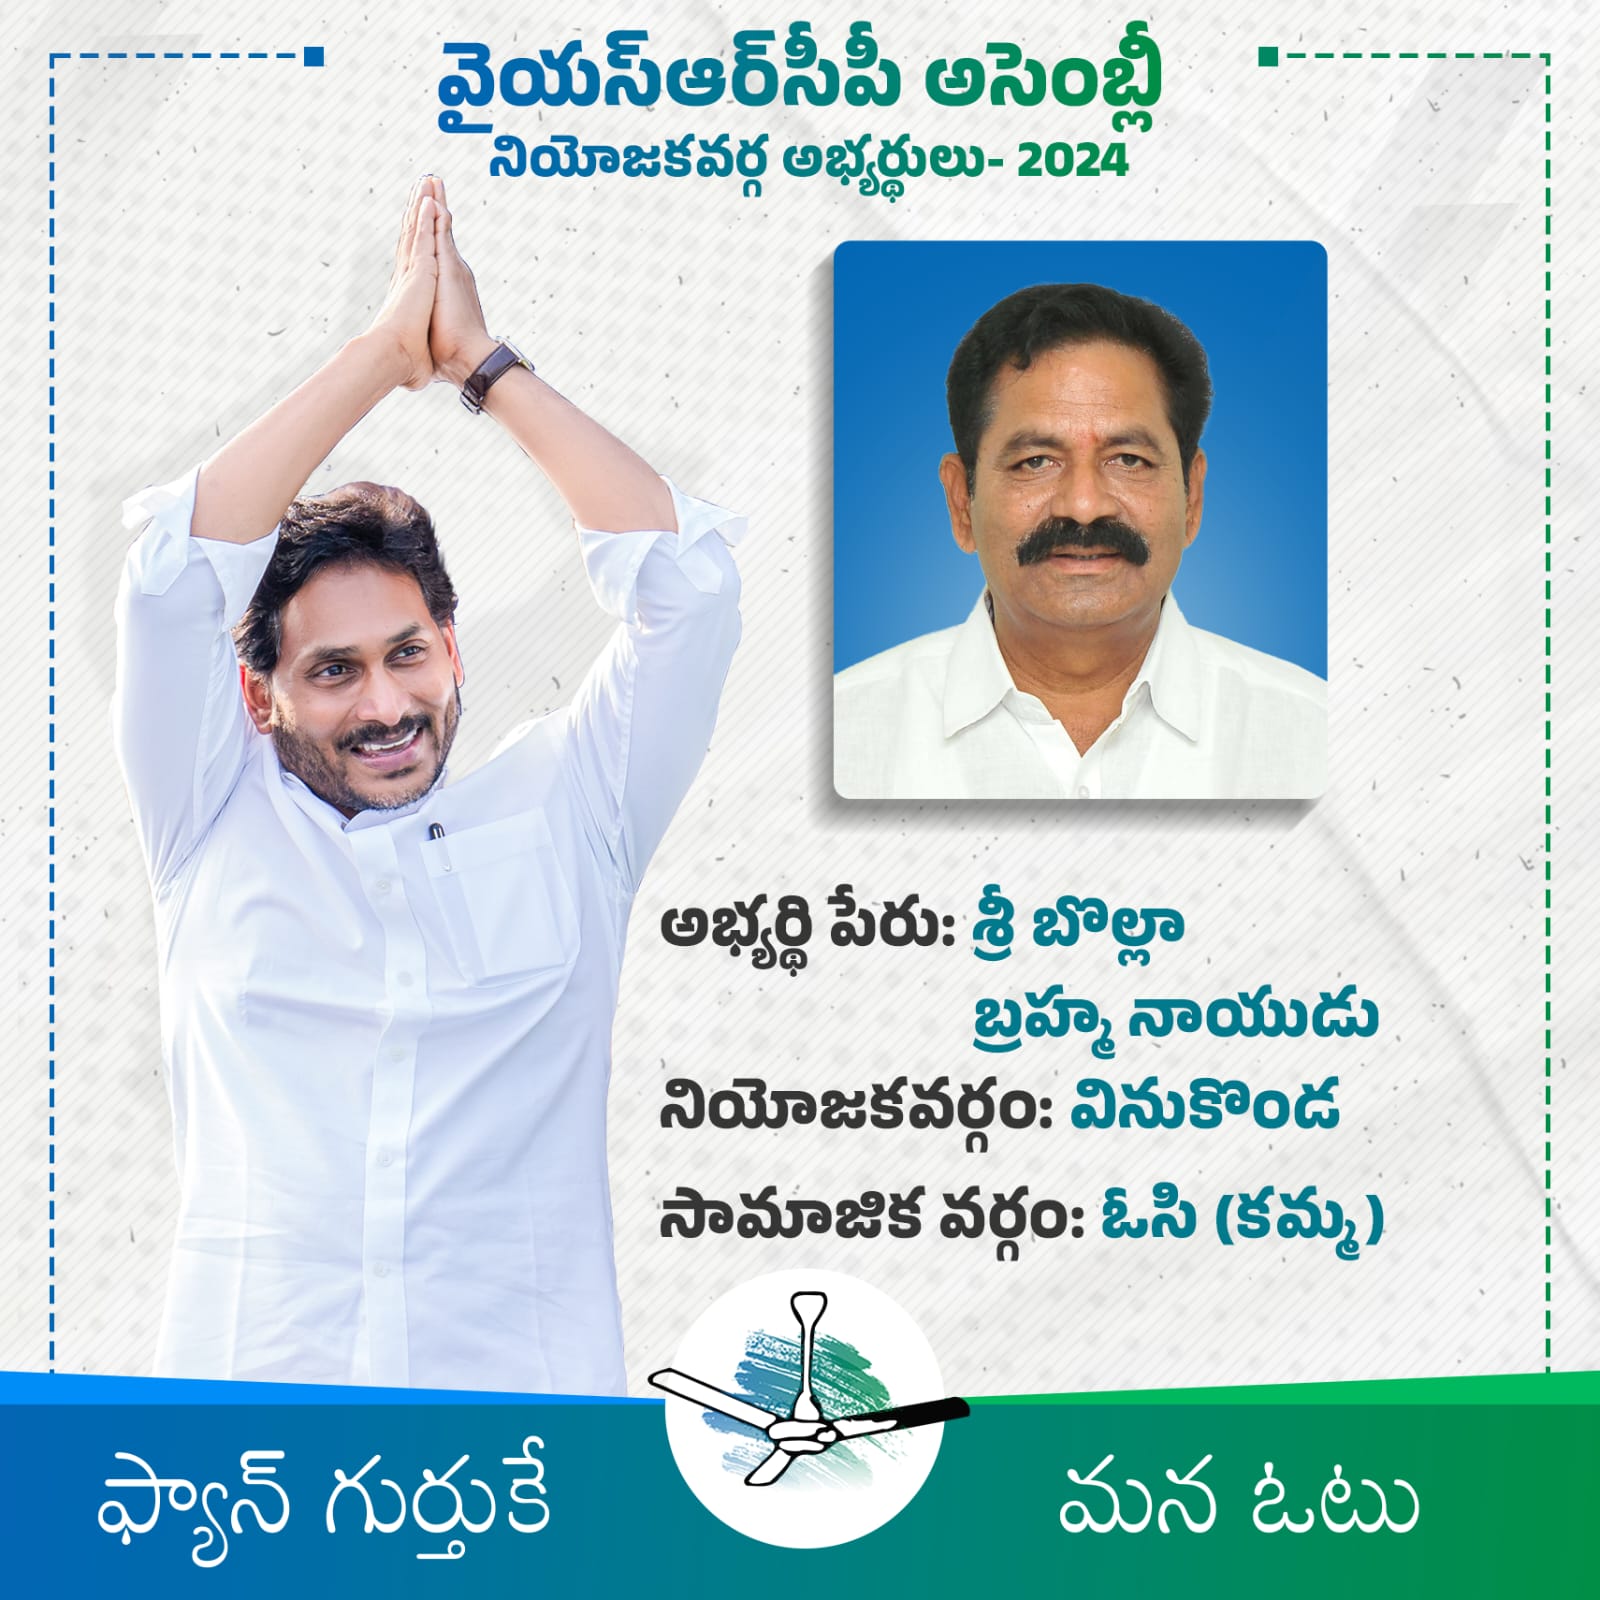 వైయస్ఆర్‌సీపీ అసెంబ్లీ
నియోజకవర్గ అభ్యర్థులు- 2024
అభ్యర్థి పేరు: శ్రీ బొల్లా
బ్రహ్మ నాయుడు
నియోజకవర్గం: వినుకొండ
సామాజిక వర్గం: ఓసి (కమ్మ)
ఫ్యాన్ గుర్తుకే మన ఓటు